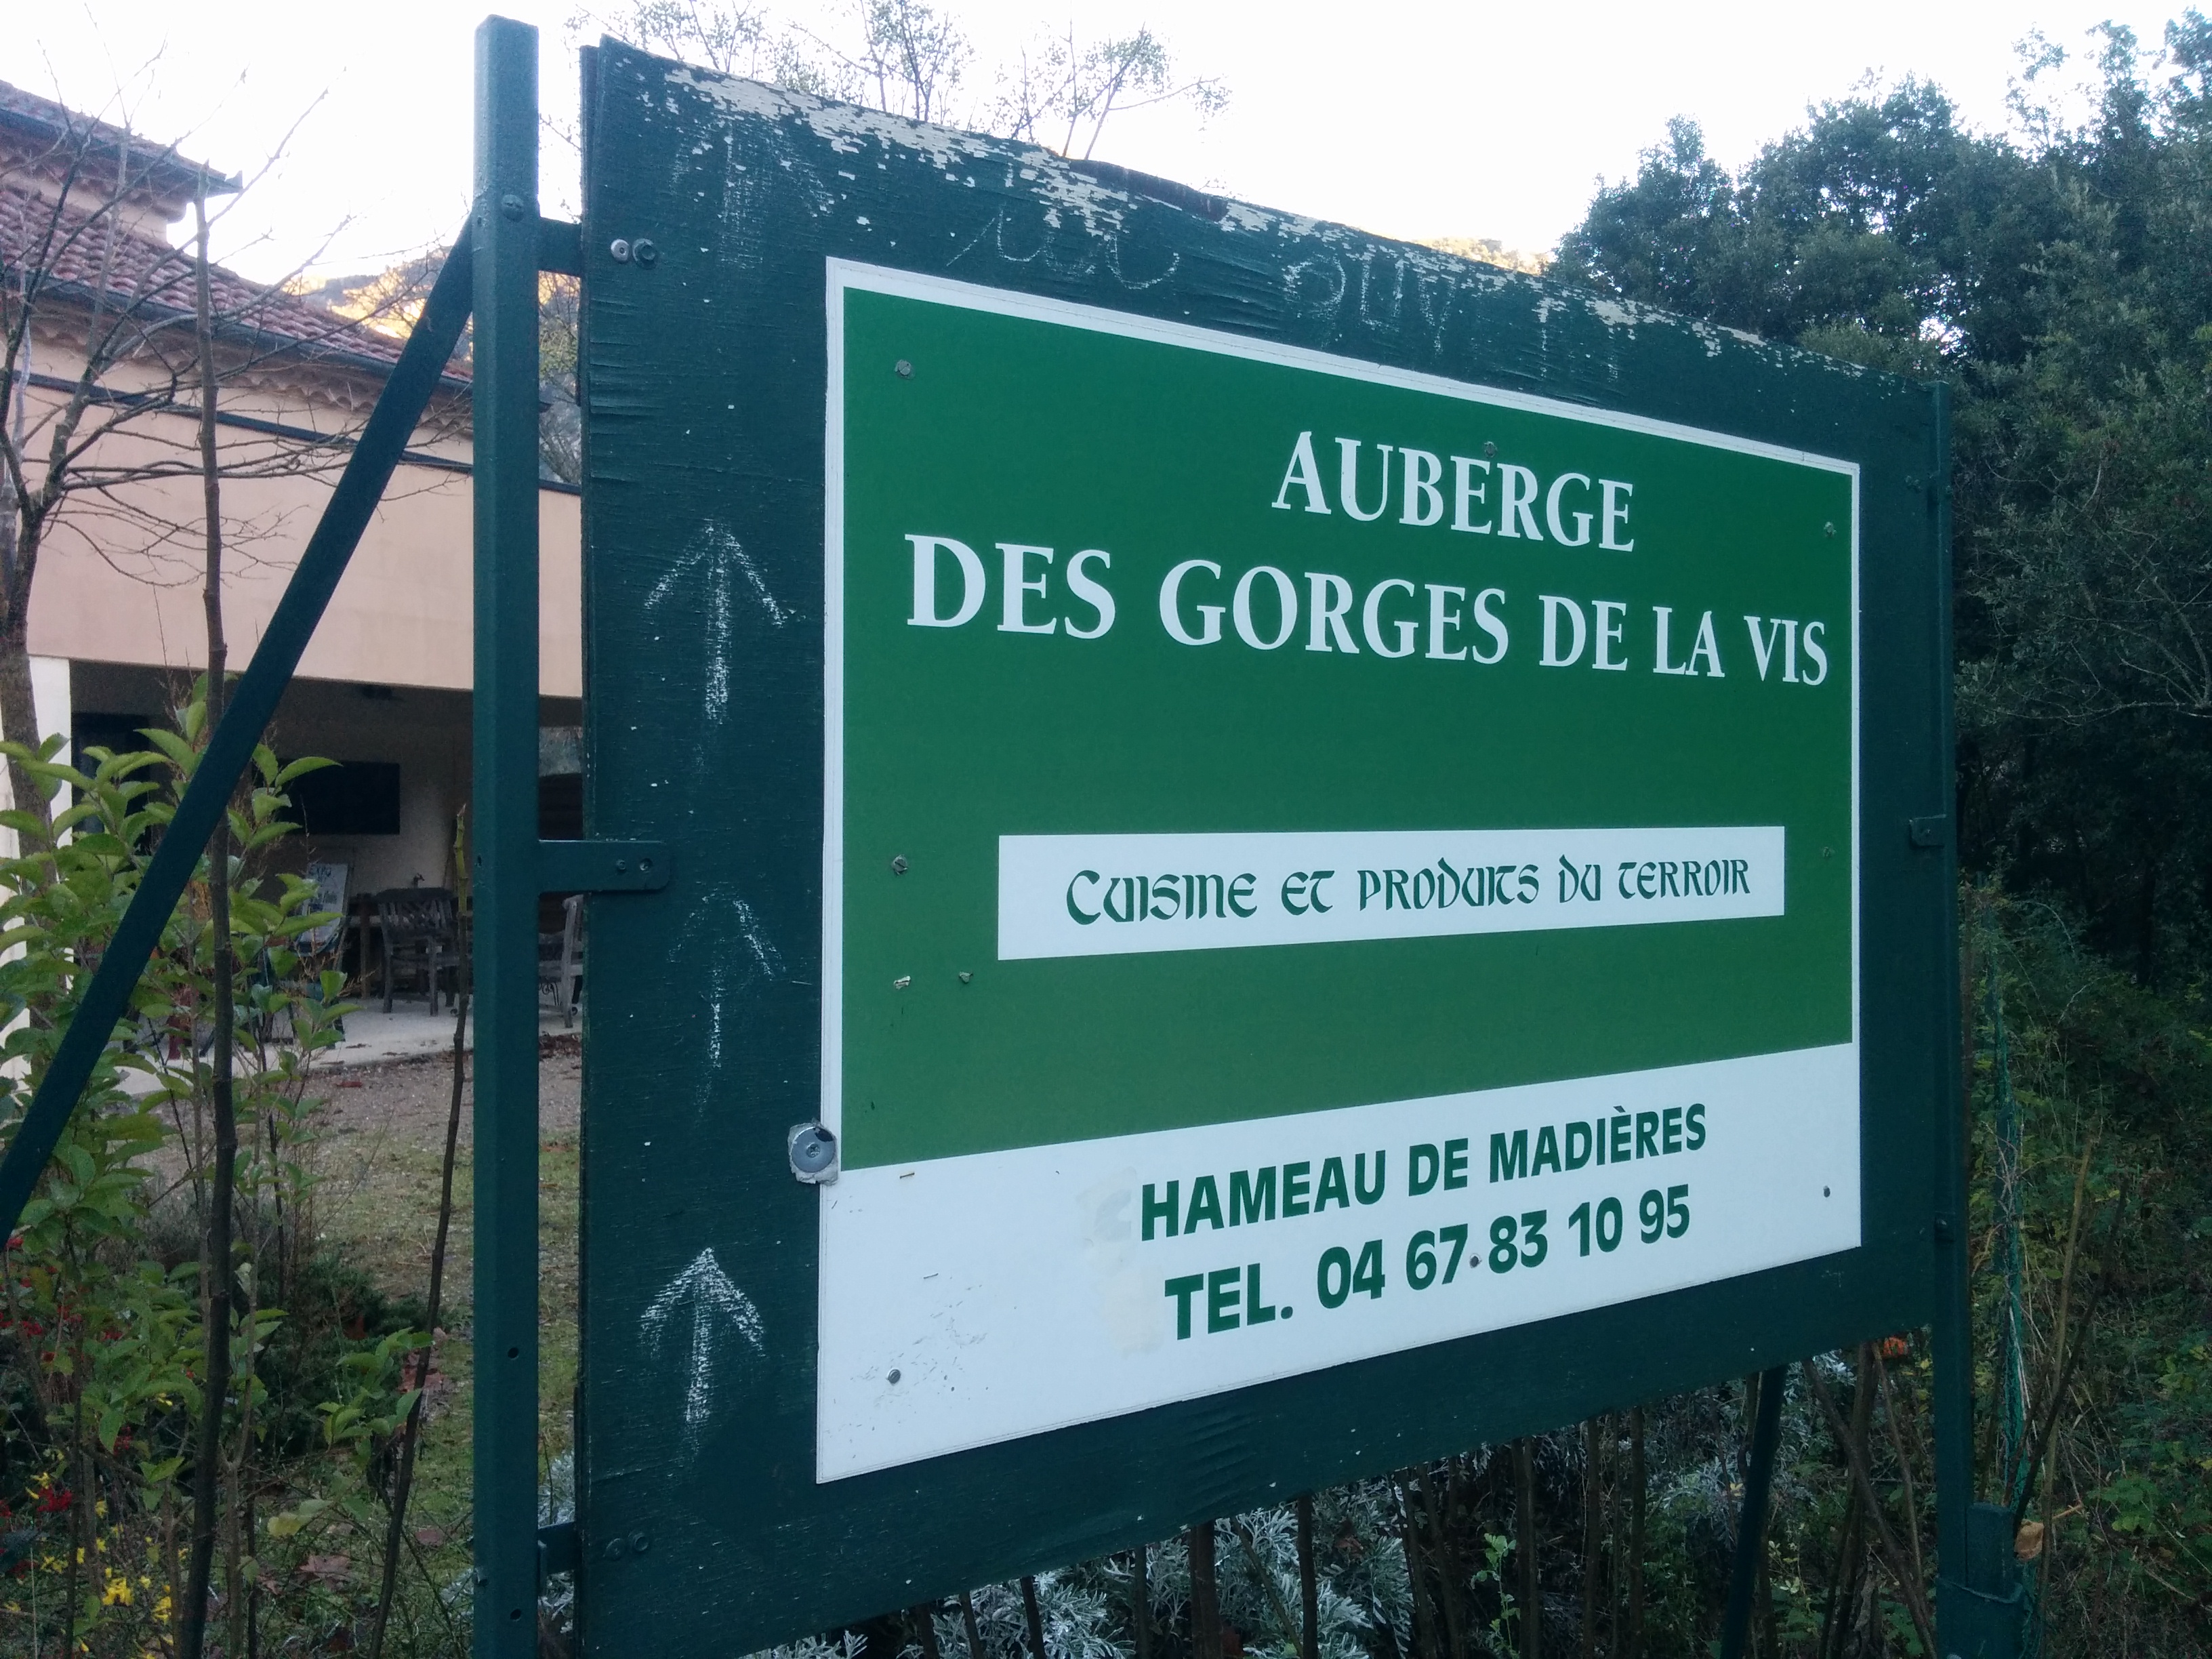 AUBERGE
DES GORGES DE LA VIS
CUISINE ET PRODUITS DU TERROIR
HAMEAU DE MADIÈRES
TEL. 04 67 83 10 95